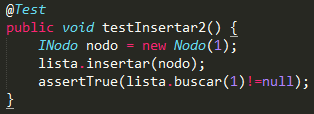 @Test
public void testInsertar2() {
    INodo nodo = new Nodo(1);
    lista.insertar(nodo);
    assertTrue(lista.buscar(1)!=null);
}